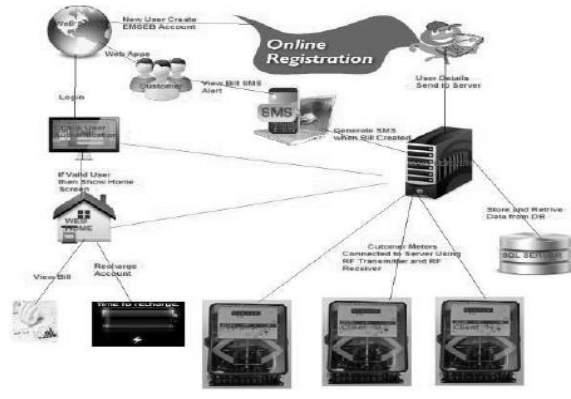 New User Create
EMSEB Account
Online
Registration
Web Apps
Customer
View Bill SMS
Alert
SMS
User Details
Send to Server
Login
Generate SMS
when Bill Created
Click User
If Valid User
then Show Home
Screen
WEB
HOME
Store and Retrive
Data from DB
SQL SERVER
Cutomer Meters
Connected to Server Using
RF Transmitter and RF
Receiver
View Bill
Recharge
Account
Time to recharge